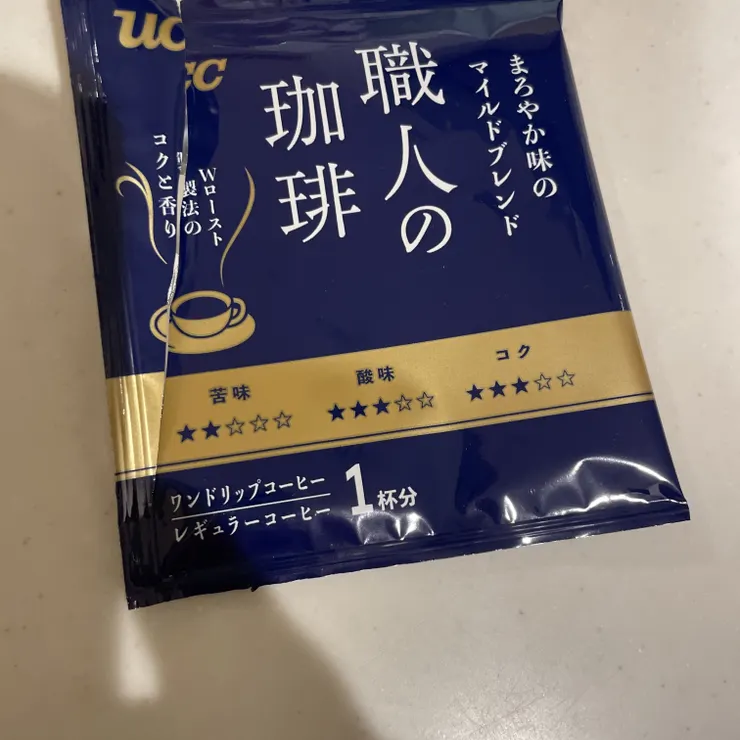 ucc
まろやか味の
マイルドブレンド
職人の
珈琲
Wロースト
製法の
コクと香り
苦味
★★☆☆☆
酸味
★★★☆☆
コク
★★★☆☆
ワンドリップコーヒー
レギュラーコーヒー
1杯分